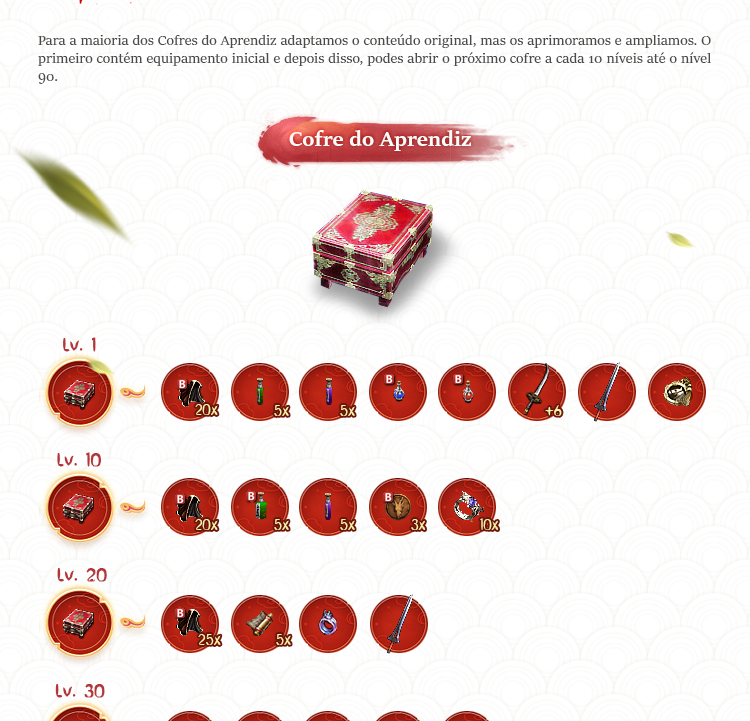 Para a maioria dos Cofres do Aprendiz adaptamos o conteúdo original, mas os aprimoramos e ampliamos. O
primeiro contém equipamento inicial e depois disso, podes abrir o próximo cofre a cada 10 níveis até o nível
90.
Cofre do Aprendiz
Lv. 1
B 20x 5x 5x B B +6
Lv. 10
B 20x B 5x 5x B 3x 10x
Lv. 20
B 25x 5x
Lv. 30